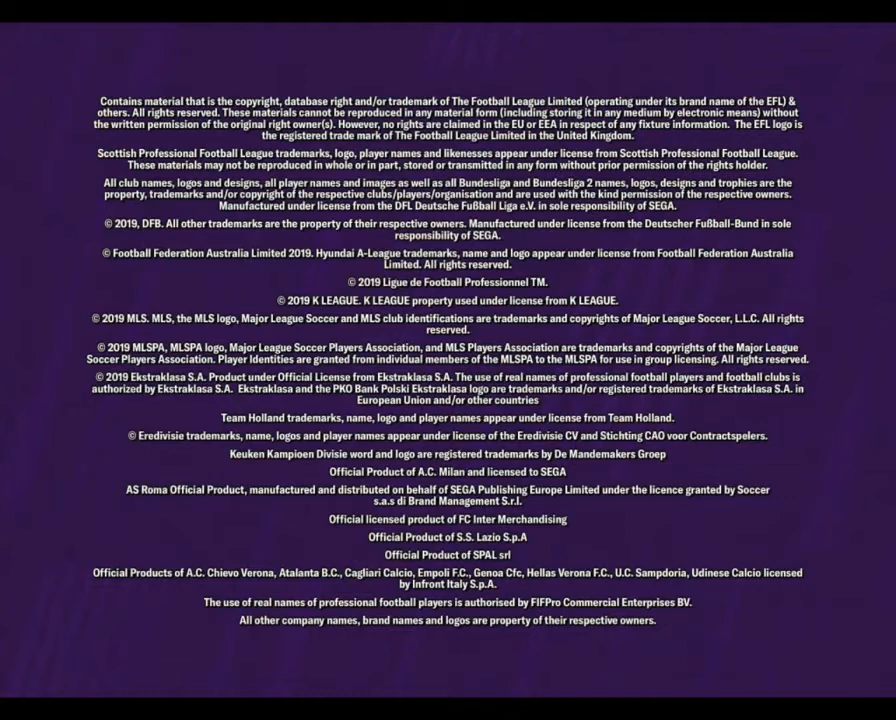 Contains material that is the copyright, database right and/or trademark of The Football League Limited (operating under its brand name of the EFL) &
others. All rights reserved. These materials cannot be reproduced in any material form (including storing it in any medium by electronic means) without
the written permission of the original right owner(s). However, no rights are claimed in the EU or EEA in respect of any fixture information. The EFL logo is
the registered trade mark of The Football League Limited in the United Kingdom.
Scottish Professional Football League trademarks, logo, player names and likenesses appear under license from Scottish Professional Football League.
These materials may not be reproduced in whole or in part, stored or transmitted in any form without prior permission of the rights holder.
All club names, logos and designs, all player names and images as well as all Bundesliga and Bundesliga 2 names, logos, designs and trophies are the
property, trademarks and/or copyright of the respective clubs/players/organisation and are used with the kind permission of the respective owners.
Manufactured under license from the DFL Deutsche Fußball Liga e.V. in sole responsibility of SEGA.
© 2019, DFB. All other trademarks are the property of their respective owners. Manufactured under license from the Deutscher Fußball-Bund in sole
responsibility of SEGA.
© Football Federation Australia Limited 2019. Hyundai A-League trademarks, name and logo appear under license from Football Federation Australia
Limited. All rights reserved.
© 2019 Ligue de Football Professionnel TM.
© 2019 K LEAGUE. K LEAGUE property used under license from K LEAGUE.
© 2019 MLS. MLS, the MLS logo, Major League Soccer and MLS club identifications are trademarks and copyrights of Major League Soccer, L.L.C. All rights
reserved.
© 2019 MLSPA, MLSPA logo, Major League Soccer Players Association, and MLS Players Association are trademarks and copyrights of the Major League
Soccer Players Association. Player Identities are granted from individual members of the MLSPA to the MLSPA for use in group licensing. All rights reserved.
© 2019 Ekstraklasa S.A. Product under Official License from Ekstraklasa S.A. The use of real names of professional football players and football clubs is
authorized by Ekstraklasa S.A. Ekstraklasa and the PKO Bank Polski Ekstraklasa logo are trademarks and/or registered trademarks of Ekstraklasa S.A. in
European Union and/or other countries
Team Holland trademarks, name, logo and player names appear under license from Team Holland.
© Eredivisie trademarks, name, logos and player names appear under license of the Eredivisie CV and Stichting CAO voor Contractspelers.
Keuken Kampioen Divisie word and logo are registered trademarks by De Mandemakers Groep
Official Product of A.C. Milan and licensed to SEGA
AS Roma Official Product, manufactured and distributed on behalf of SEGA Publishing Europe Limited under the licence granted by Soccer
s.a.s di Brand Management S.r.l.
Official licensed product of FC Inter Merchandising
Official Product of S.S. Lazio S.p.A
Official Product of SPAL srl
Official Products of A.C. Chievo Verona, Atalanta B.C., Cagliari Calcio, Empoli F.C., Genoa Cfc, Hellas Verona F.C., U.C. Sampdoria, Udinese Calcio licensed
by Infront Italy S.p.A.
The use of real names of professional football players is authorised by FIFPro Commercial Enterprises BV.
All other company names, brand names and logos are property of their respective owners.